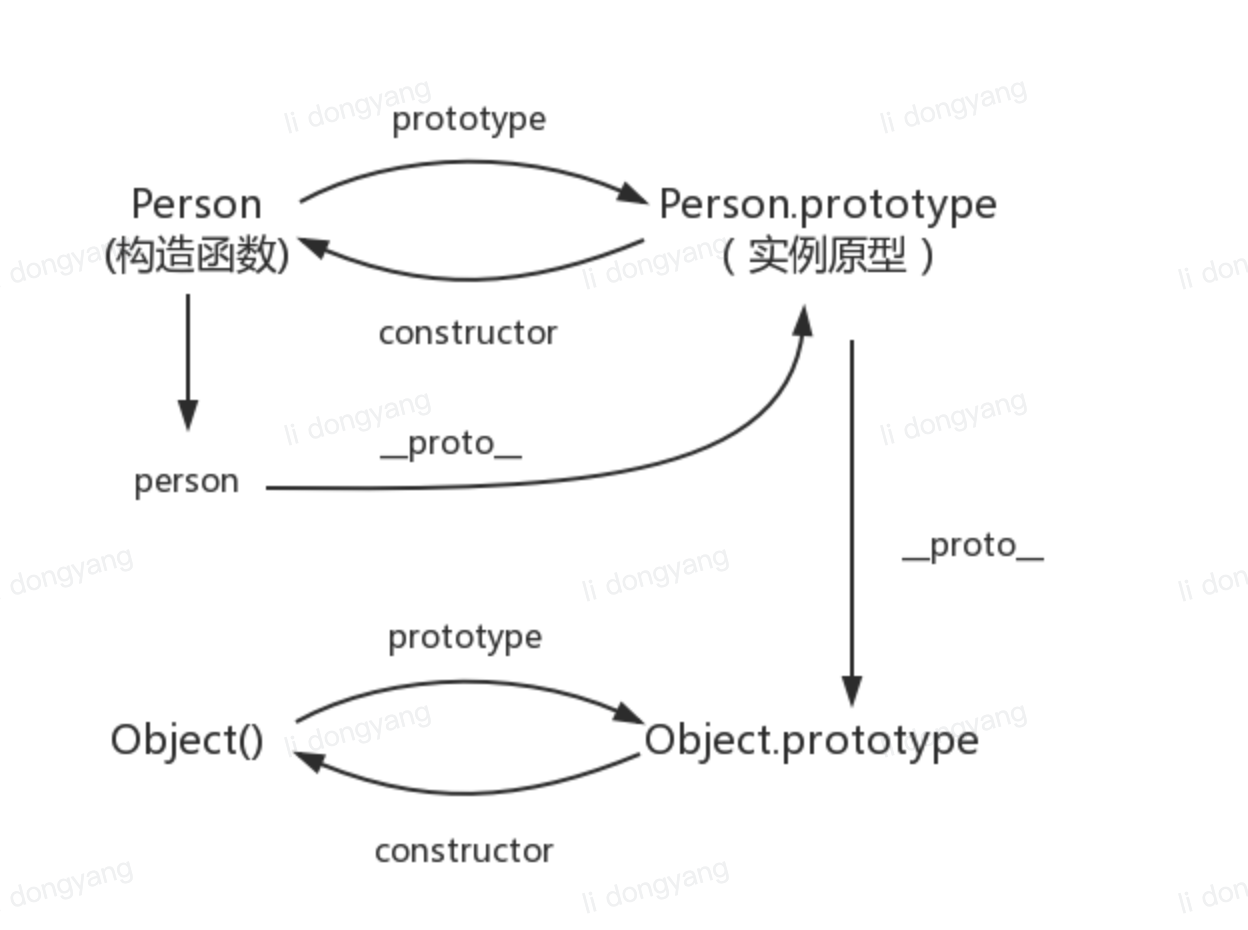 li dongyang
li dongyang
prototype
Person
Person.prototype
dongyang
(构造函数)
li dongyang
(实例原型)
li don
constructor
li dongyang
li dongyang
__proto__
person
dongyang
li dongyang
__proto__
li don
prototype
li dongyang
li dongyang
Object()
Object.prototype
constructor
dongyang
li dongyang
li don